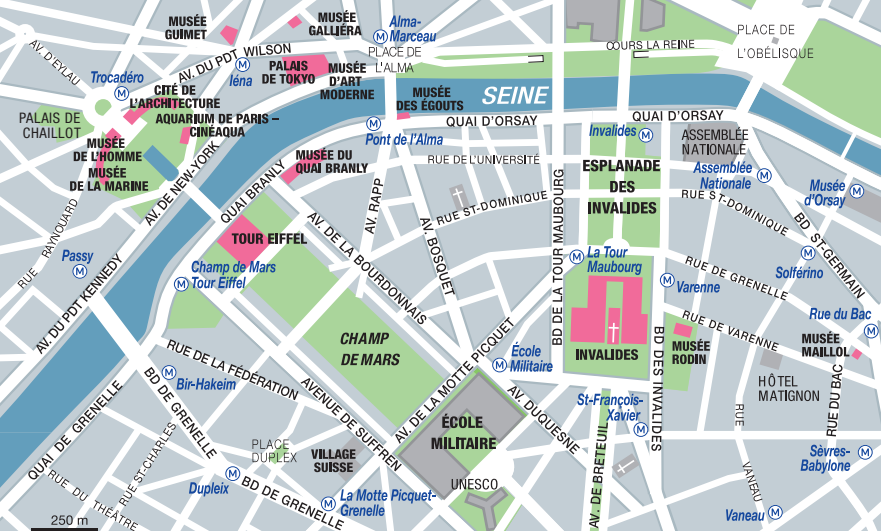 MUSÉE
GUIMET
MUSÉE
GALLIÉRA
Alma-
Marceau
PLACE DE
L'OBÉLISQUE
AV. D'EYLAU
AV. DU PDT WILSON
PLACE DE
L'ALMA
COURS LA REINE
Trocadéro
Iéna
PALAIS
DE TOKYO
MUSÉE
D'ART
MODERNE
CITÉ DE
L'ARCHITECTURE
MUSÉE
DES ÉGOUTS
SEINE
PALAIS DE
CHAILLOT
AQUARIUM DE PARIS –
CINÉAQUA
QUAI D'ORSAY
QUAI D'ORSAY
Pont de l'Alma
Invalides
ASSEMBLÉE
NATIONALE
MUSÉE
DE L'HOMME
MUSÉE
DE LA MARINE
MUSÉE DU
QUAI BRANLY
RUE DE L'UNIVERSITÉ
ESPLANADE
DES
INVALIDES
Assemblée
Nationale
Musée
d'Orsay
AV. DE NEW-YORK
QUAI BRANLY
AV. RAPP
RUE ST-DOMINIQUE
RUE ST-DOMINIQUE
BD ST-GERMAIN
RUE RAYNOUARD
TOUR EIFFEL
AV. DE LA BOURDONNAIS
AV. BOSQUET
BD DE LA TOUR MAUBOURG
Passy
Champ de Mars
Tour Eiffel
La Tour
Maubourg
RUE DE GRENELLE
Solférino
Varenne
AV. DU PDT KENNEDY
CHAMP
DE MARS
RUE DE VARENNE
Rue du Bac
INVALIDES
BD DES INVALIDES
MUSÉE
RODIN
MUSÉE
MAILLOL
RUE DE LA FÉDÉRATION
École
Militaire
HÔTEL
MATIGNON
Bir-Hakeim
BD DE GRENELLE
AVENUE DE SUFFREN
AV. DE LA MOTTE PICQUET
AV. DUQUESNE
St-François-
Xavier
RUE DU BAC
QUAI DE GRENELLE
RUE ST-CHARLES
PLACE
DUPLEX
VILLAGE
SUISSE
ÉCOLE
MILITAIRE
AV. DE BRETEUIL
RUE
VANEAU
Sèvres-
Babylone
Dupleix
BD DE GRENELLE
La Motte Picquet-
Grenelle
UNESCO
Vaneau
RUE DU THÉÂTRE
250 m